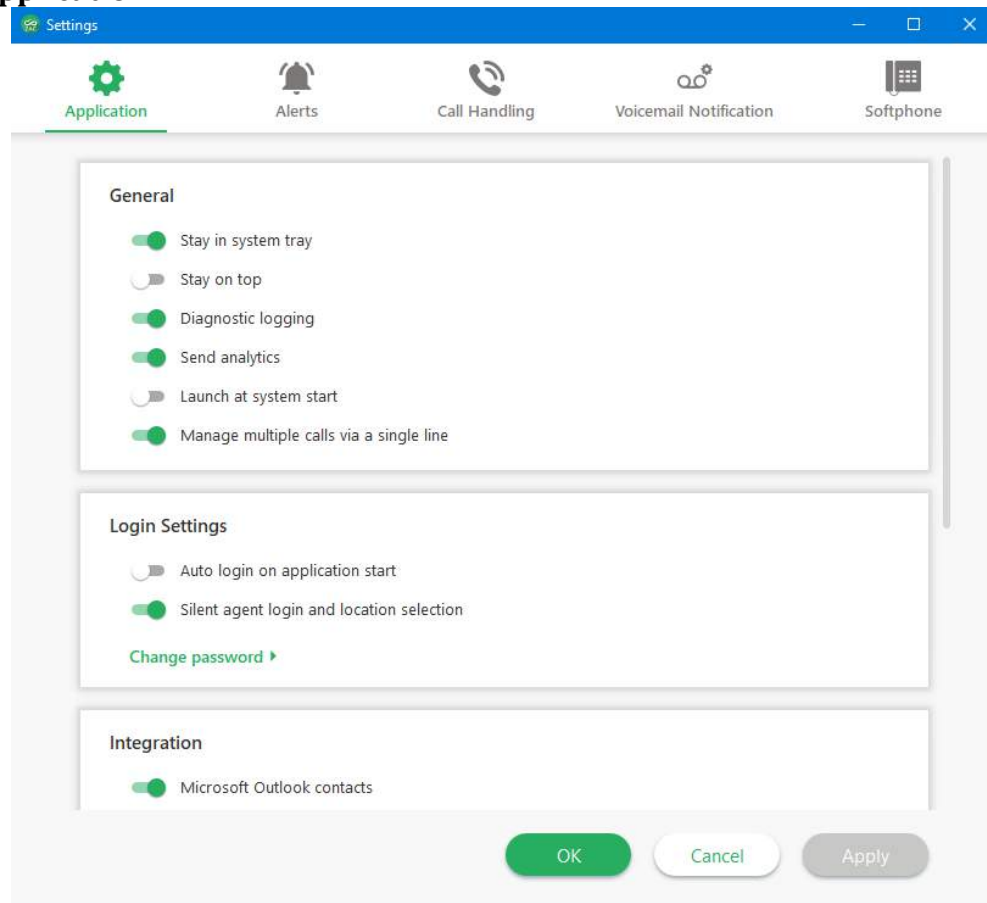 Settings
Application Alerts Call Handling Voicemail Notification Softphone
General
Stay in system tray
Stay on top
Diagnostic logging
Send analytics
Launch at system start
Manage multiple calls via a single line
Login Settings
Auto login on application start
Silent agent login and location selection
Change password
Integration
Microsoft Outlook contacts
OK Cancel Apply